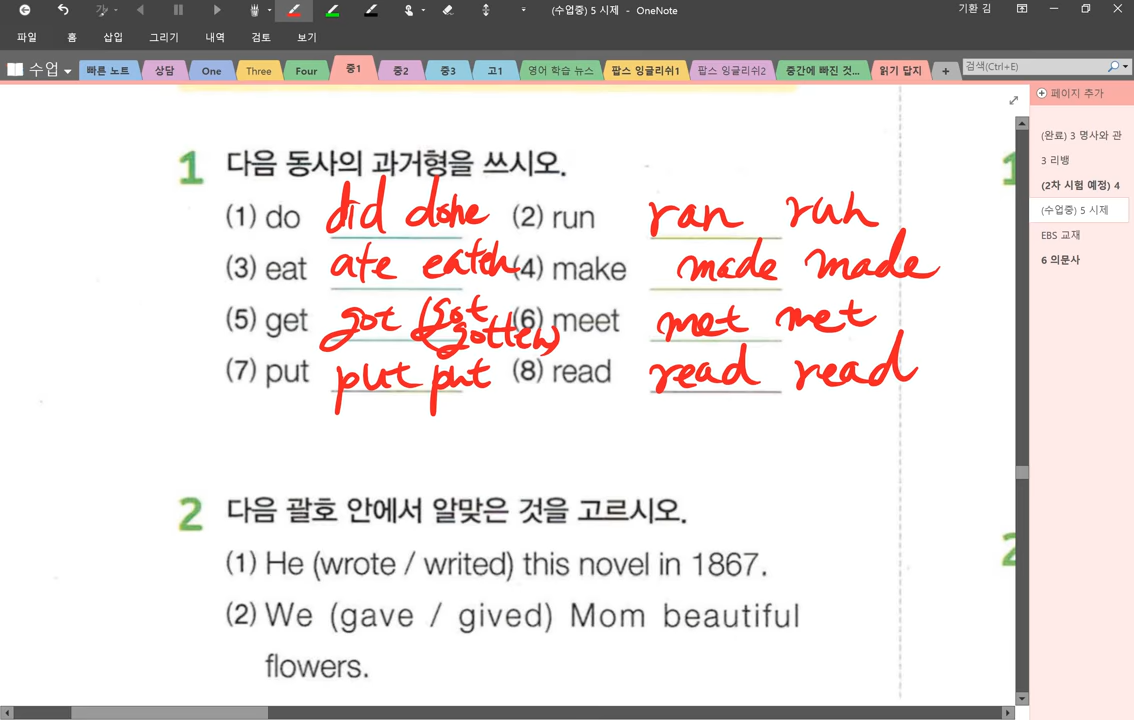 (수업중) 5 시제 - OneNote
기환 김
파일 홈 삽입 그리기 내역 검토 보기
수업 빠른 노트 상담 One Three Four 중1 중2 중3 고1 영어 학습 뉴스 팝스 잉글리쉬1 팝스 잉글리쉬2 중간에 빠진 것... 읽기 답지 + 검색(Ctrl+E)
페이지 추가
(완료) 3 명사와 관
3 리뱅
(2차 시험 예정) 4
(수업중) 5 시제
EBS 교재
6 의문사
1 다음 동사의 과거형을 쓰시오.
(1) do did done (2) run ran run
(3) eat ate eaten (4) make made made
(5) get got (got gotten) (6) meet met met
(7) put put put (8) read read read
2 다음 괄호 안에서 알맞은 것을 고르시오.
(1) He (wrote / writed) this novel in 1867.
(2) We (gave / gived) Mom beautiful
flowers.